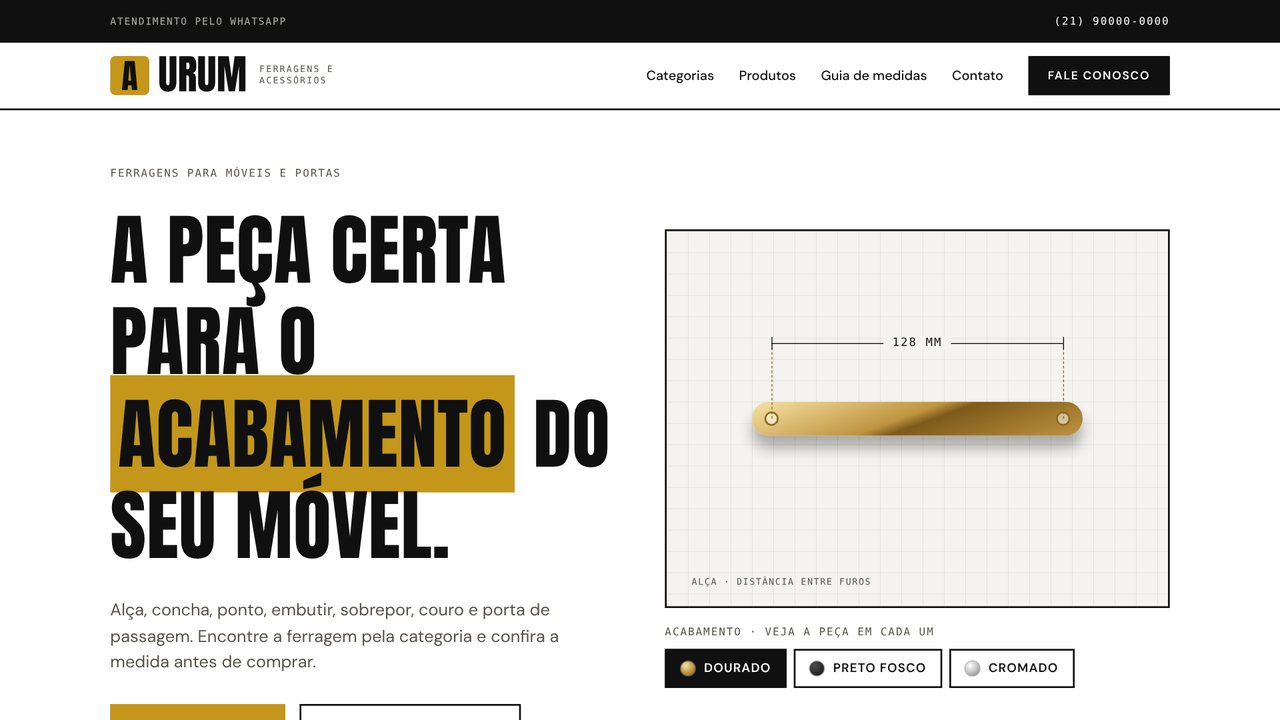 ATENDIMENTO PELO WHATSAPP
(21) 90000-0000
A URUM
FERRAGENS E
ACESSÓRIOS
Categorias
Produtos
Guia de medidas
Contato
FALE CONOSCO
FERRAGENS PARA MÓVEIS E PORTAS
A PEÇA CERTA
PARA O
ACABAMENTO DO
SEU MÓVEL.
Alça, concha, ponto, embutir, sobrepor, couro e porta de
passagem. Encontre a ferragem pela categoria e confira a
medida antes de comprar.
128 MM
ALÇA · DISTÂNCIA ENTRE FUROS
ACABAMENTO · VEJA A PEÇA EM CADA UM
DOURADO
PRETO FOSCO
CROMADO